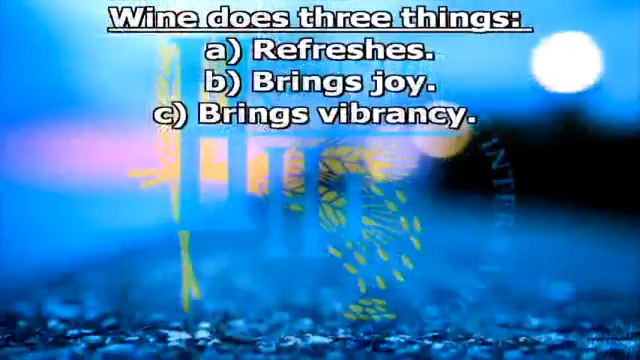 Wine does three things:
a) Refreshes.
b) Brings joy.
c) Brings vibrancy.